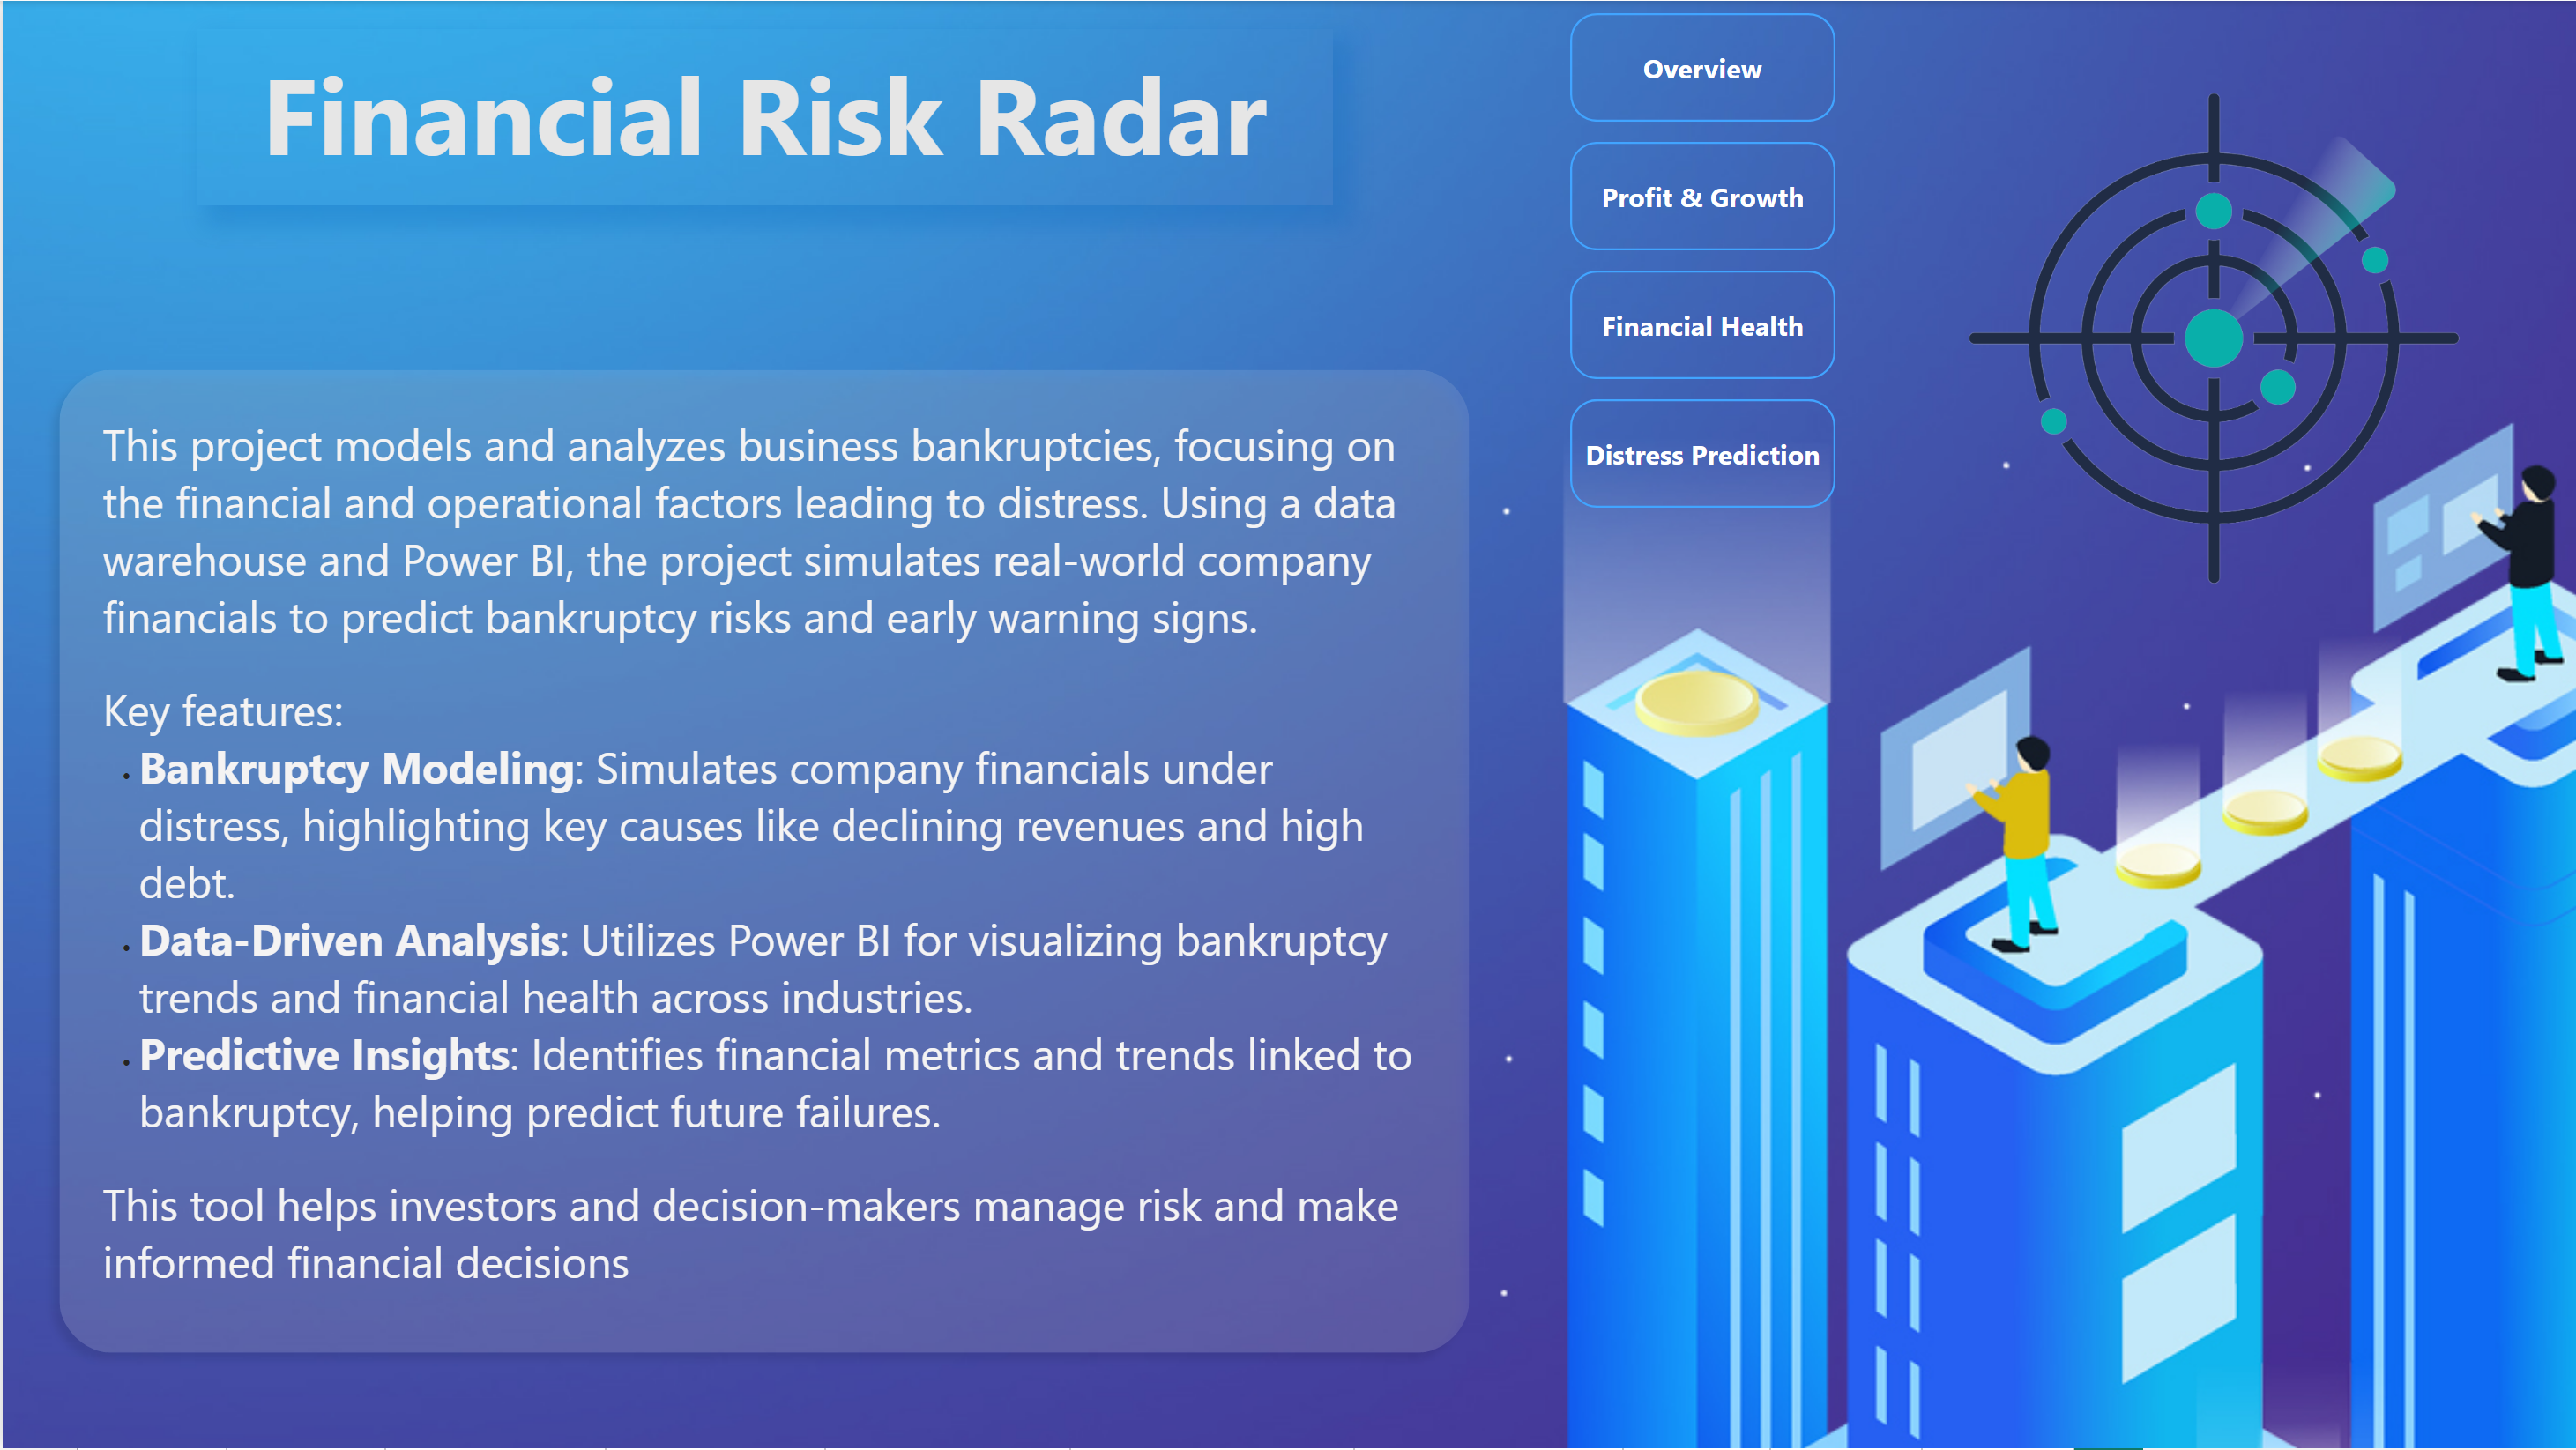 Financial Risk Radar
Overview
Profit & Growth
Financial Health
Distress Prediction
This project models and analyzes business bankruptcies, focusing on
the financial and operational factors leading to distress. Using a data
warehouse and Power BI, the project simulates real-world company
financials to predict bankruptcy risks and early warning signs.
Key features:
• Bankruptcy Modeling: Simulates company financials under
distress, highlighting key causes like declining revenues and high
debt.
• Data-Driven Analysis: Utilizes Power BI for visualizing bankruptcy
trends and financial health across industries.
• Predictive Insights: Identifies financial metrics and trends linked to
bankruptcy, helping predict future failures.
This tool helps investors and decision-makers manage risk and make
informed financial decisions